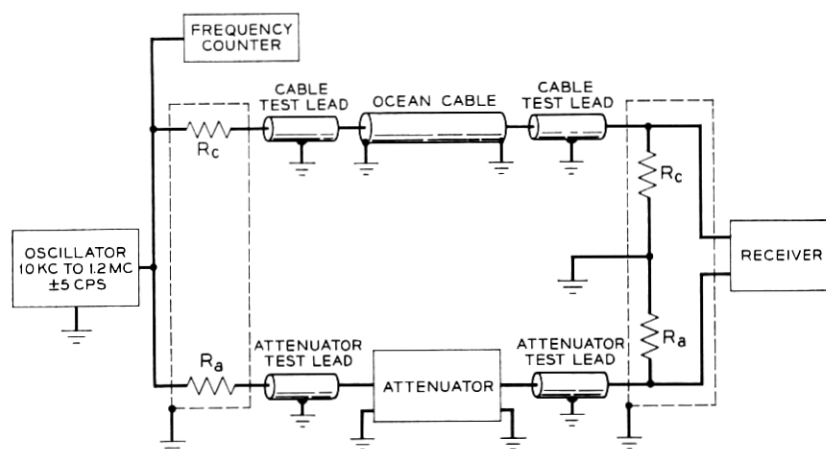 FREQUENCY
COUNTER
CABLE
TEST LEAD
OCEAN CABLE
CABLE
TEST LEAD
Rc
Rc
OSCILLATOR
10 KC TO 1.2 MC
±5 CPS
RECEIVER
Ra
ATTENUATOR
TEST LEAD
ATTENUATOR
ATTENUATOR
TEST LEAD
Ra